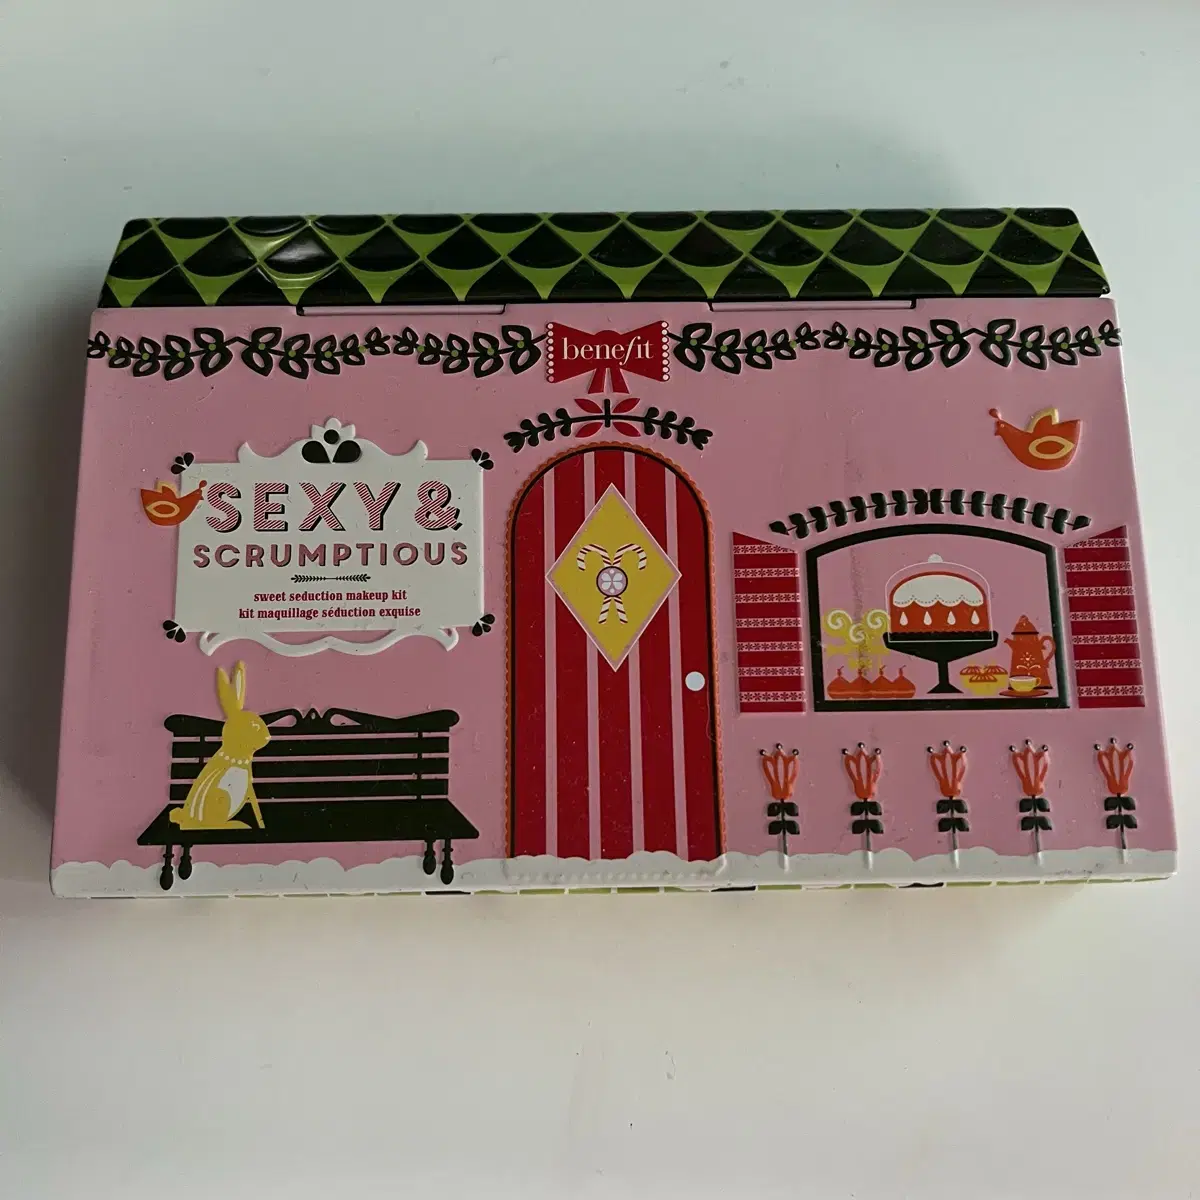 benefit
SEXY &
SCRUMPTIOUS
sweet seduction makeup kit
kit maquillage séduction exquise